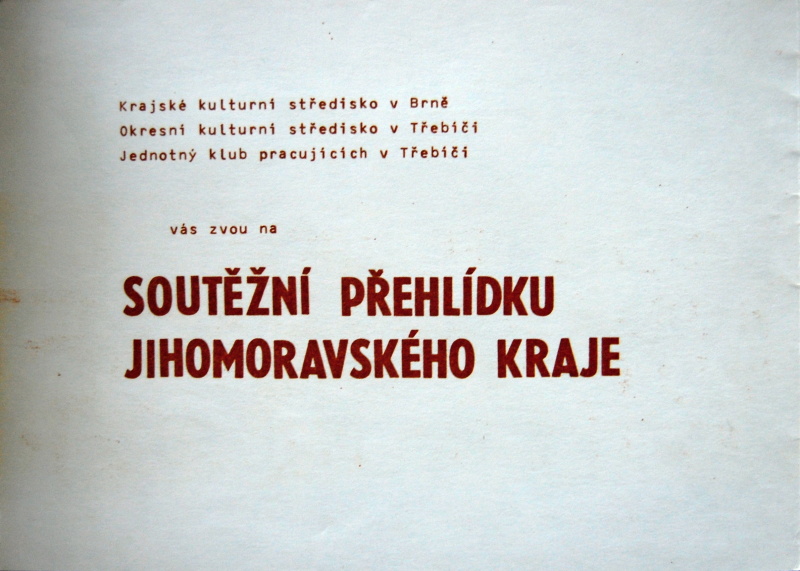 Krajské kulturní středisko v Brně
Okresní kulturní středisko v Třebíči
Jednotný klub pracujících v Třebíči
vás zvou na
SOUTĚŽNÍ PŘEHLÍDKU
JIHOMORAVSKÉHO KRAJE